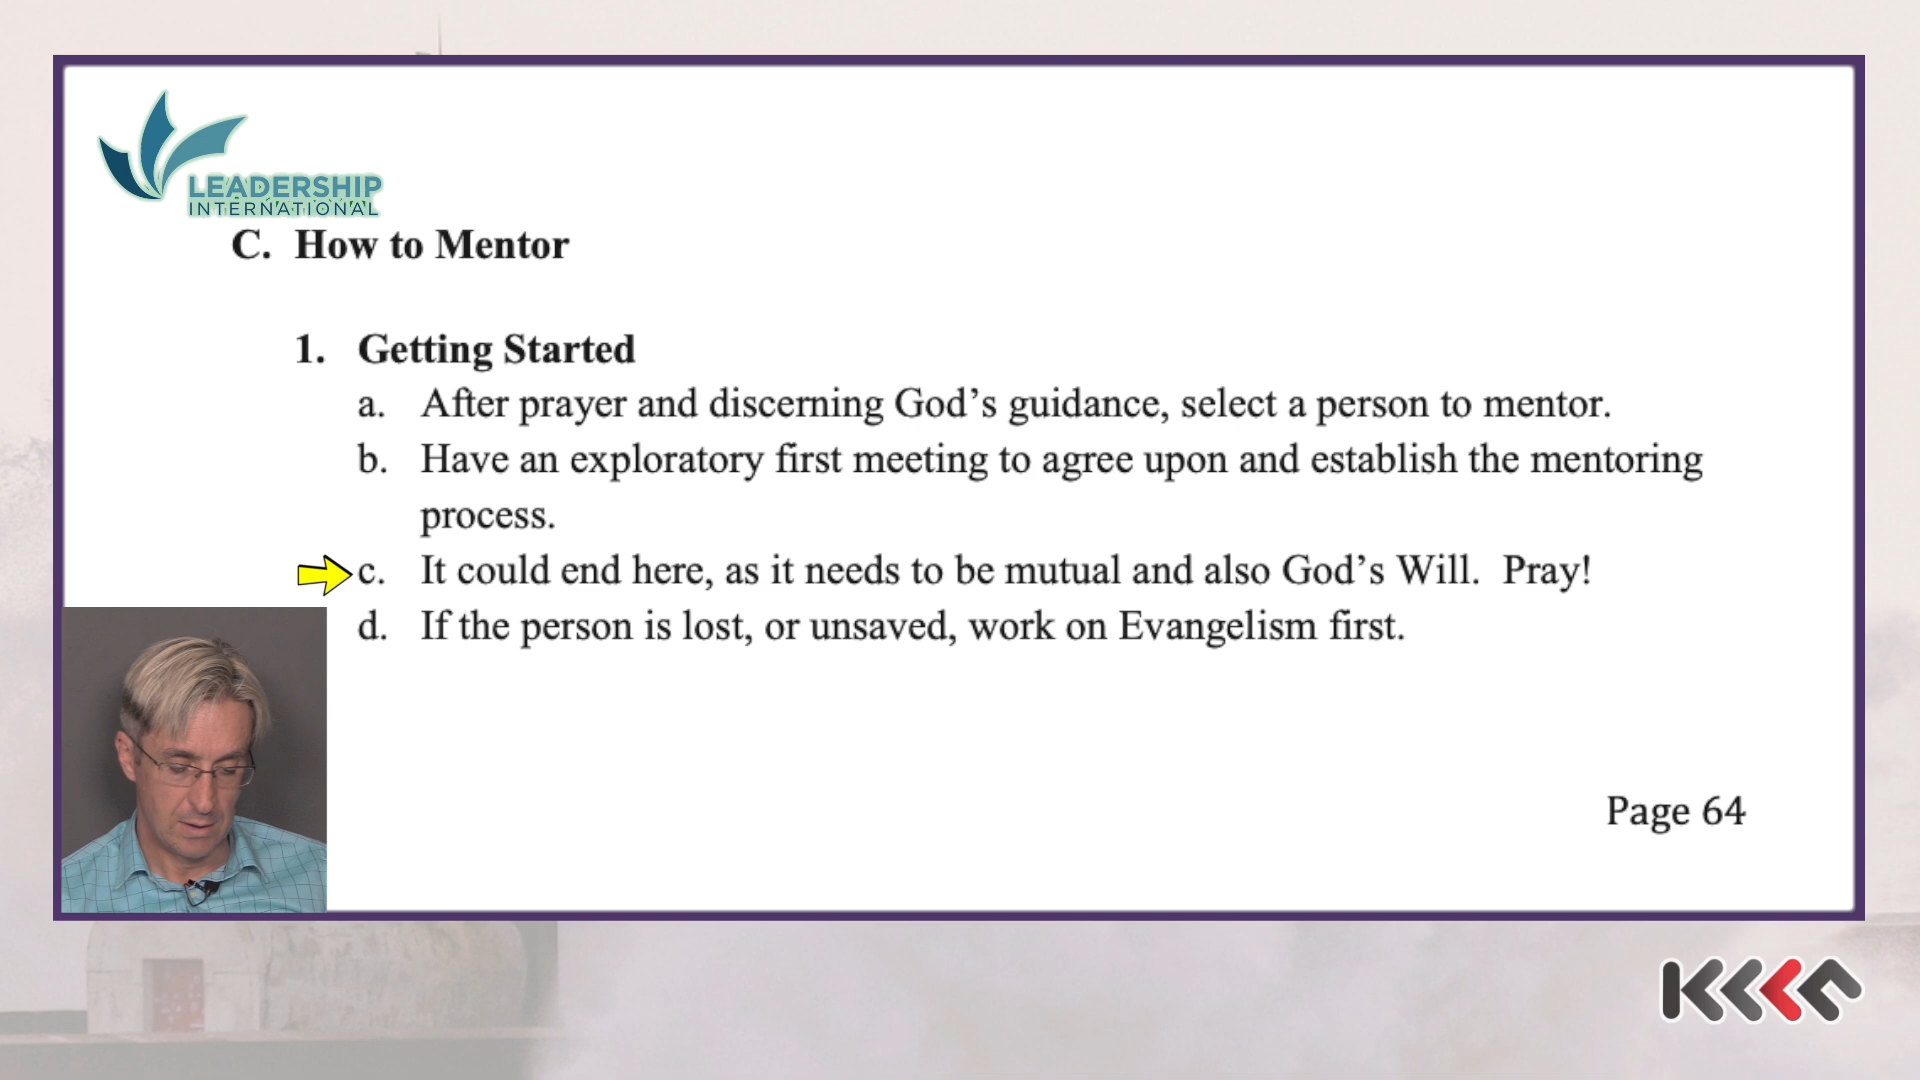 LEADERSHIP
INTERNATIONAL
C. How to Mentor
1. Getting Started
a. After prayer and discerning God’s guidance, select a person to mentor.
b. Have an exploratory first meeting to agree upon and establish the mentoring
process.
c. It could end here, as it needs to be mutual and also God’s Will. Pray!
d. If the person is lost, or unsaved, work on Evangelism first.
Page 64